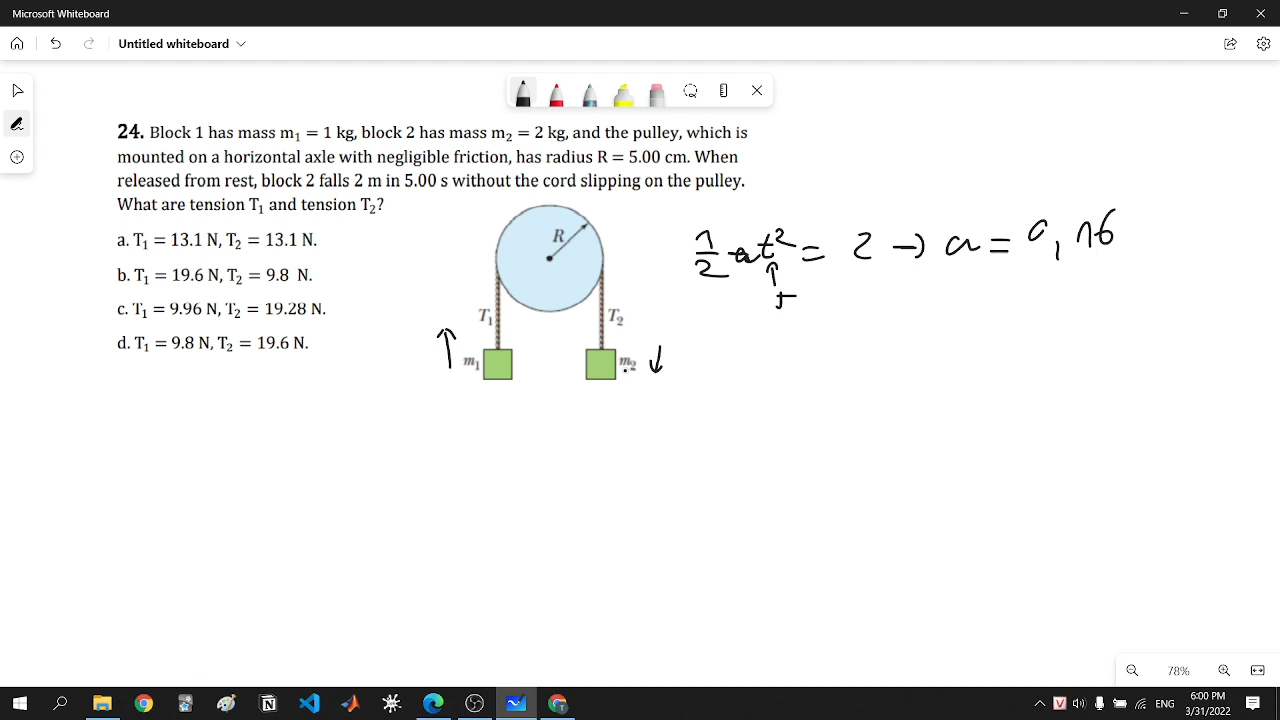 Microsoft Whiteboard
Untitled whiteboard
24. Block 1 has mass m₁ = 1 kg, block 2 has mass m₂ = 2 kg, and the pulley, which is
mounted on a horizontal axle with negligible friction, has radius R = 5.00 cm. When
released from rest, block 2 falls 2 m in 5.00 s without the cord slipping on the pulley.
What are tension T₁ and tension T₂?
a. T₁ = 13.1 N, T₂ = 13.1 N.
b. T₁ = 19.6 N, T₂ = 9.8 N.
c. T₁ = 9.96 N, T₂ = 19.28 N.
d. T₁ = 9.8 N, T₂ = 19.6 N.
R
T₁ T₂
m₁ m₂
1/2 at² = 2 → a = 0,16
↑
5
78%
V ENG
6:00 PM
3/31/2022